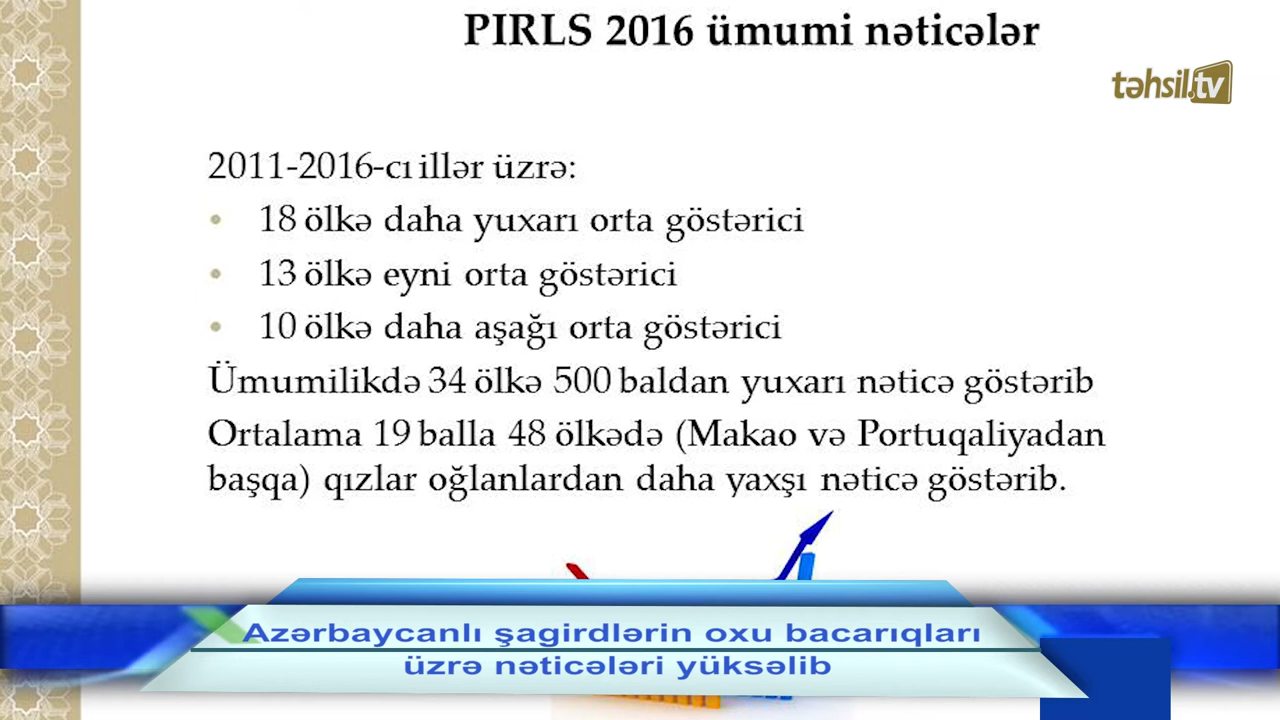 PIRLS 2016 ümumi nəticələr
təhsil.tv
2011-2016-cı illər üzrə:
• 18 ölkə daha yuxarı orta göstərici
• 13 ölkə eyni orta göstərici
• 10 ölkə daha aşağı orta göstərici
Ümumilikdə 34 ölkə 500 baldan yuxarı nəticə göstərib
Ortalama 19 balla 48 ölkədə (Makao və Portuqaliyadan
başqa) qızlar oğlanlardan daha yaxşı nəticə göstərib.
Azərbaycanlı şagirdlərin oxu bacarıqları
üzrə nəticələri yüksəlib